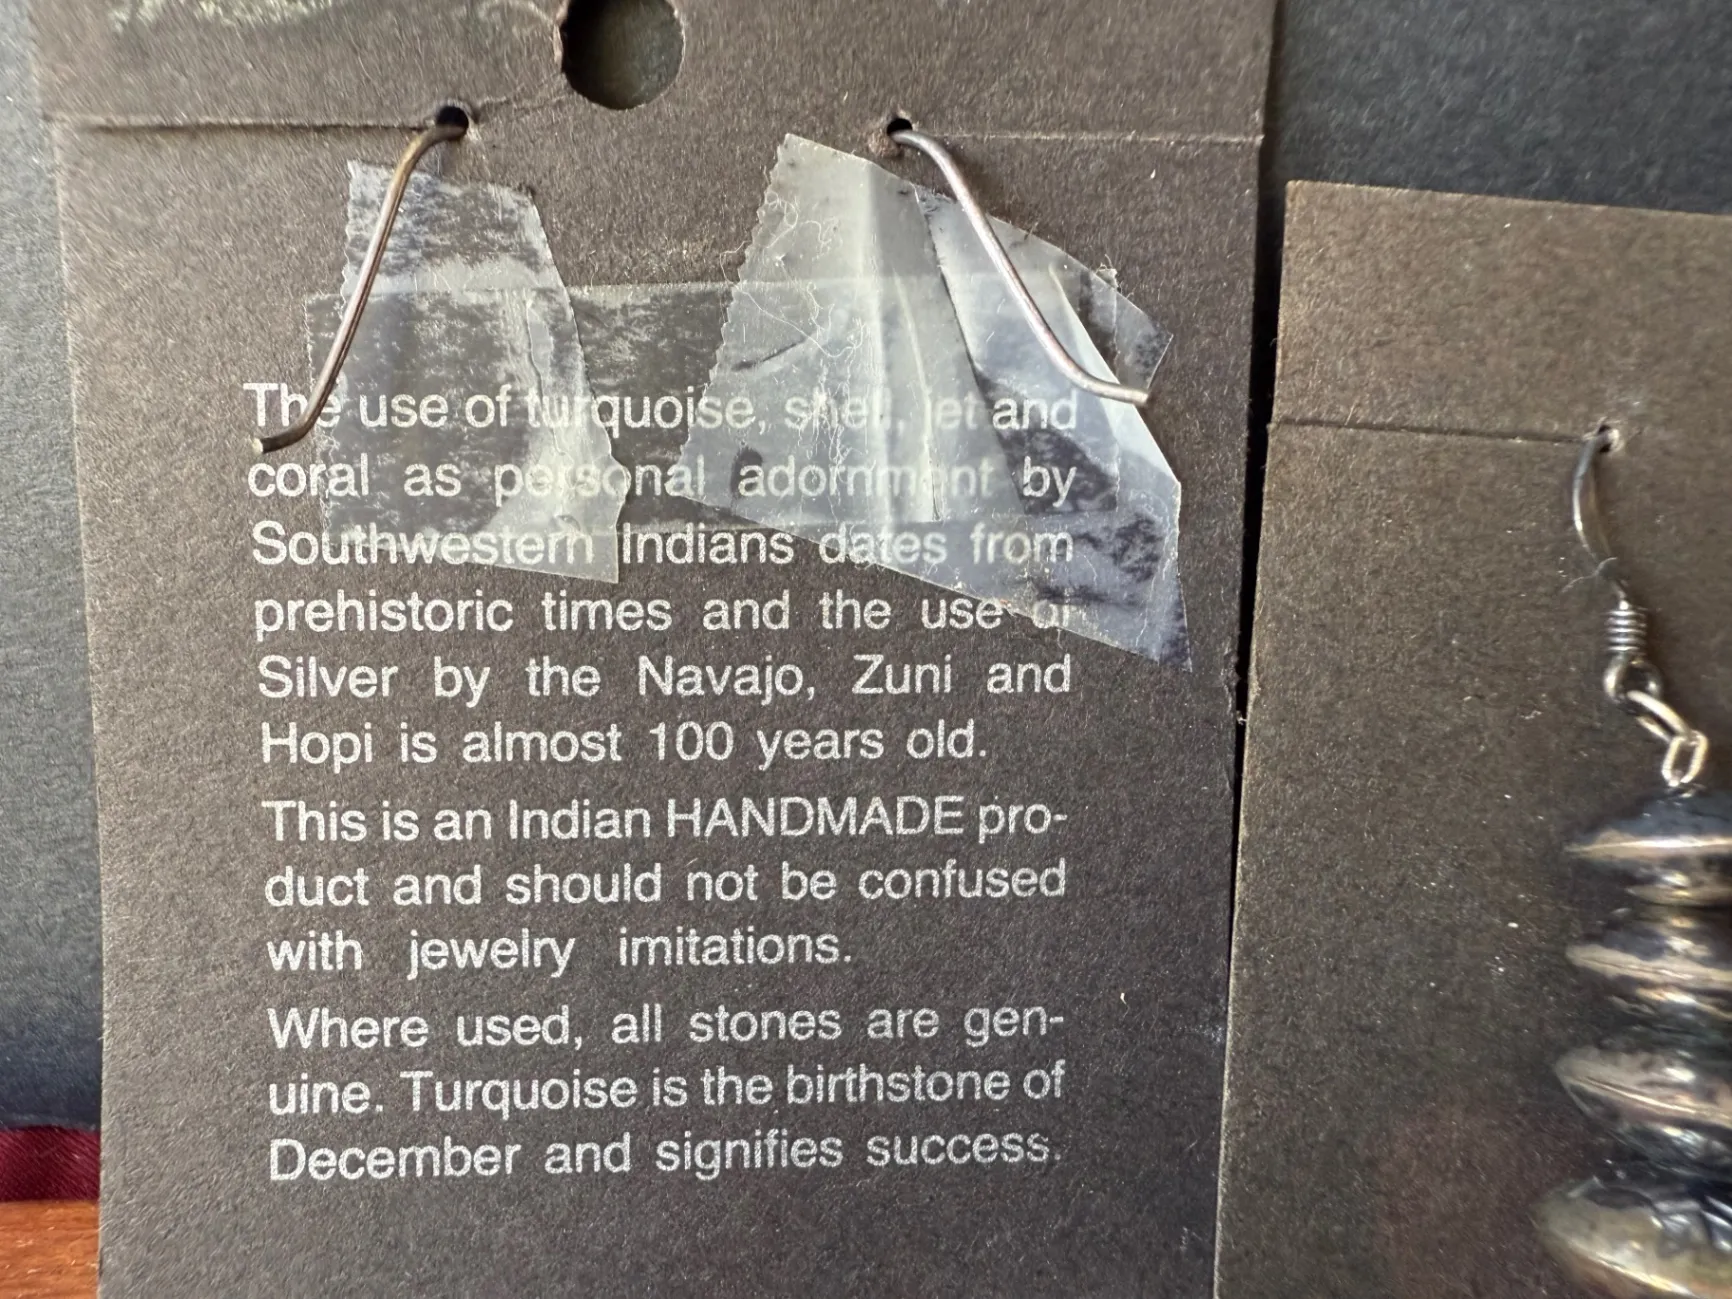 The use of turquoise, shell, jet and
coral as personal adornment by
Southwestern Indians dates from
prehistoric times and the use of
Silver by the Navajo, Zuni and
Hopi is almost 100 years old.
This is an Indian HANDMADE pro-
duct and should not be confused
with jewelry imitations.
Where used, all stones are gen-
uine. Turquoise is the birthstone of
December and signifies success.